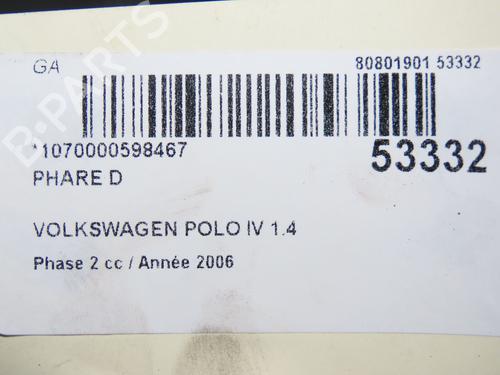 GA 80801901 53332
*1070000598467 53332
PHARE D
VOLKSWAGEN POLO IV 1.4
Phase 2 cc / Année 2006
B-PARTS